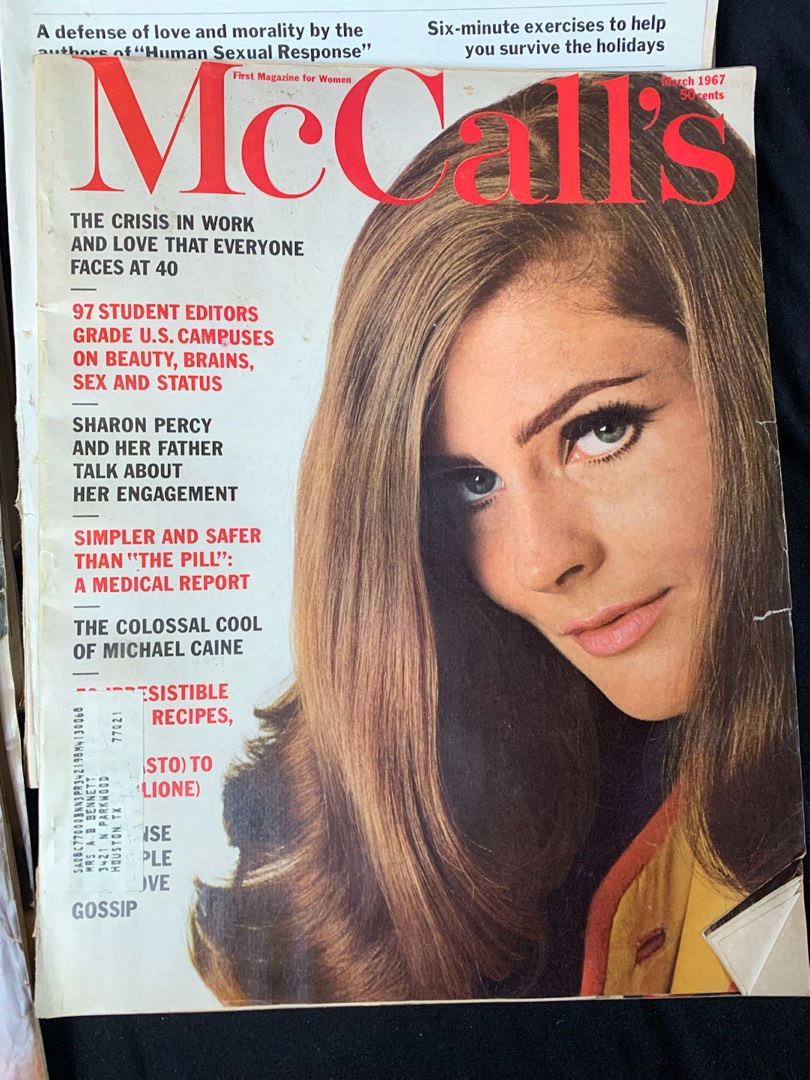 A defense of love and morality by the
authors of "Human Sexual Response"
Six-minute exercises to help
you survive the holidays
First Magazine for Women
March 1967
50 cents
McCall's
THE CRISIS IN WORK
AND LOVE THAT EVERYONE
FACES AT 40
97 STUDENT EDITORS
GRADE U.S. CAMPUSES
ON BEAUTY, BRAINS,
SEX AND STATUS
SHARON PERCY
AND HER FATHER
TALK ABOUT
HER ENGAGEMENT
SIMPLER AND SAFER
THAN "THE PILL":
A MEDICAL REPORT
THE COLOSSAL COOL
OF MICHAEL CAINE
RECIPES,
TO
GOSSIP
MRS A B BENNETT
3421 N PARKWOOD
HOUSTON TX 77021